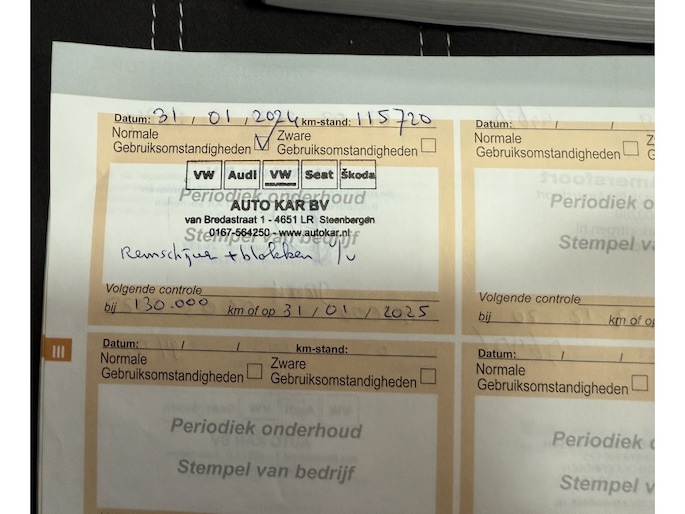 Datum: 31 / 01 / 2024 km-stand: 115720
Normale
Gebruiksomstandigheden
Zware
Gebruiksomstandigheden
VW Audi VW Seat Škoda
AUTO KAR BV
van Bredastraat 1 - 4651 LR Steenbergen
0167-564250 - www.autokar.nl
Periodiek onderhoud
Stempel van bedrijf
Remschijven + blokken v/v
Volgende controle
bij 130.000 km of op 31 / 01 / 2025
Datum: / /
Normale
Gebruiksomstandigheden
Periodiek
Stempel
Volgende controle
bij km of op
III
Datum: / / km-stand:
Normale
Gebruiksomstandigheden
Zware
Gebruiksomstandigheden
Periodiek onderhoud
Stempel van bedrijf
Datum: / /
Normale
Gebruiksomstandigheden
Periodiek
Stempel